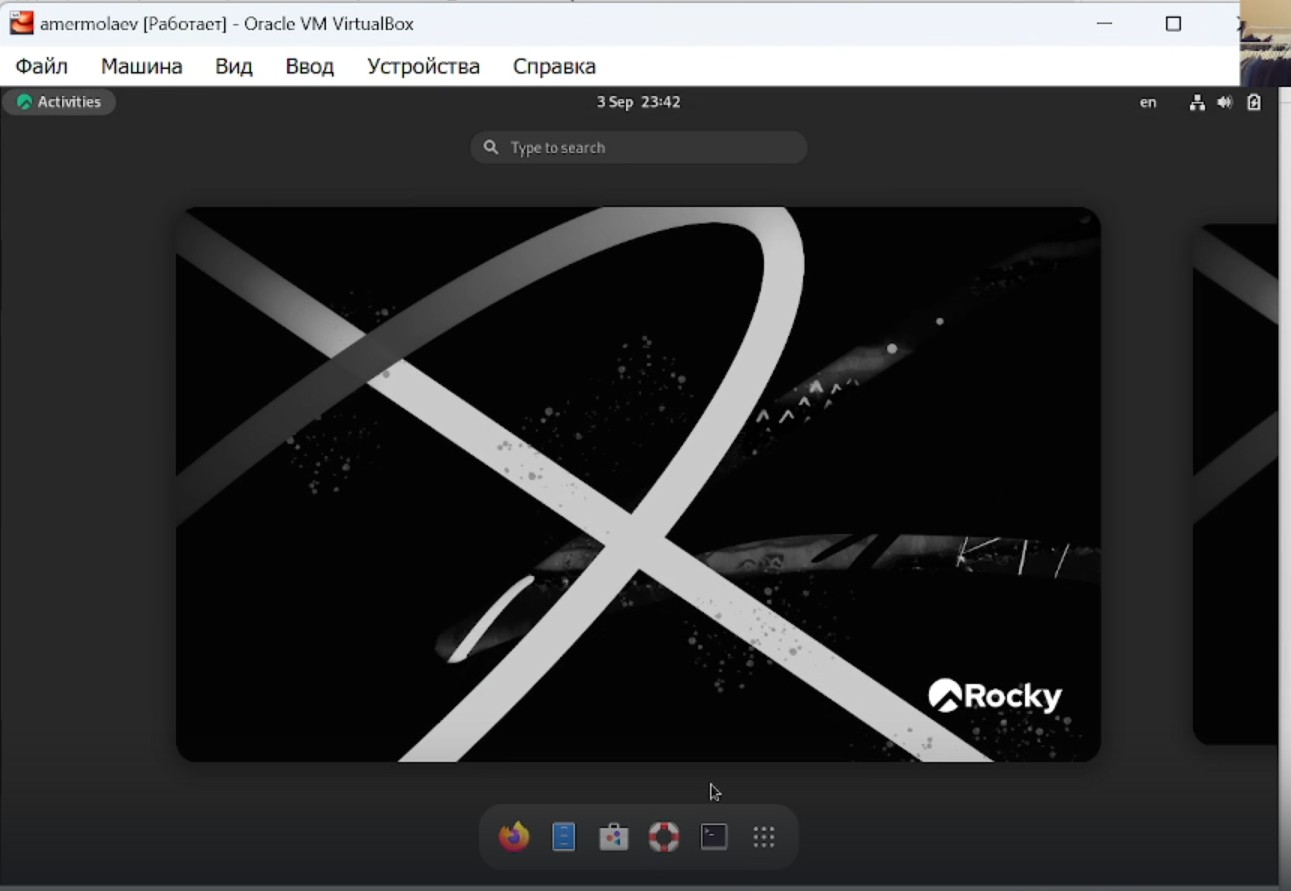 amermolaev [Работает] - Oracle VM VirtualBox
Файл Машина Вид Ввод Устройства Справка
Activities 3 Sep 23:42 en
Type to search
Rocky